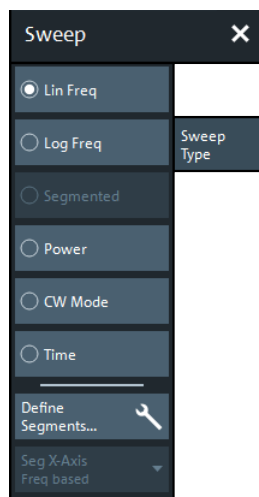 Sweep
Lin Freq
Log Freq
Sweep
Type
Segmented
Power
CW Mode
Time
Define
Segments...
Seg X-Axis
Freq based